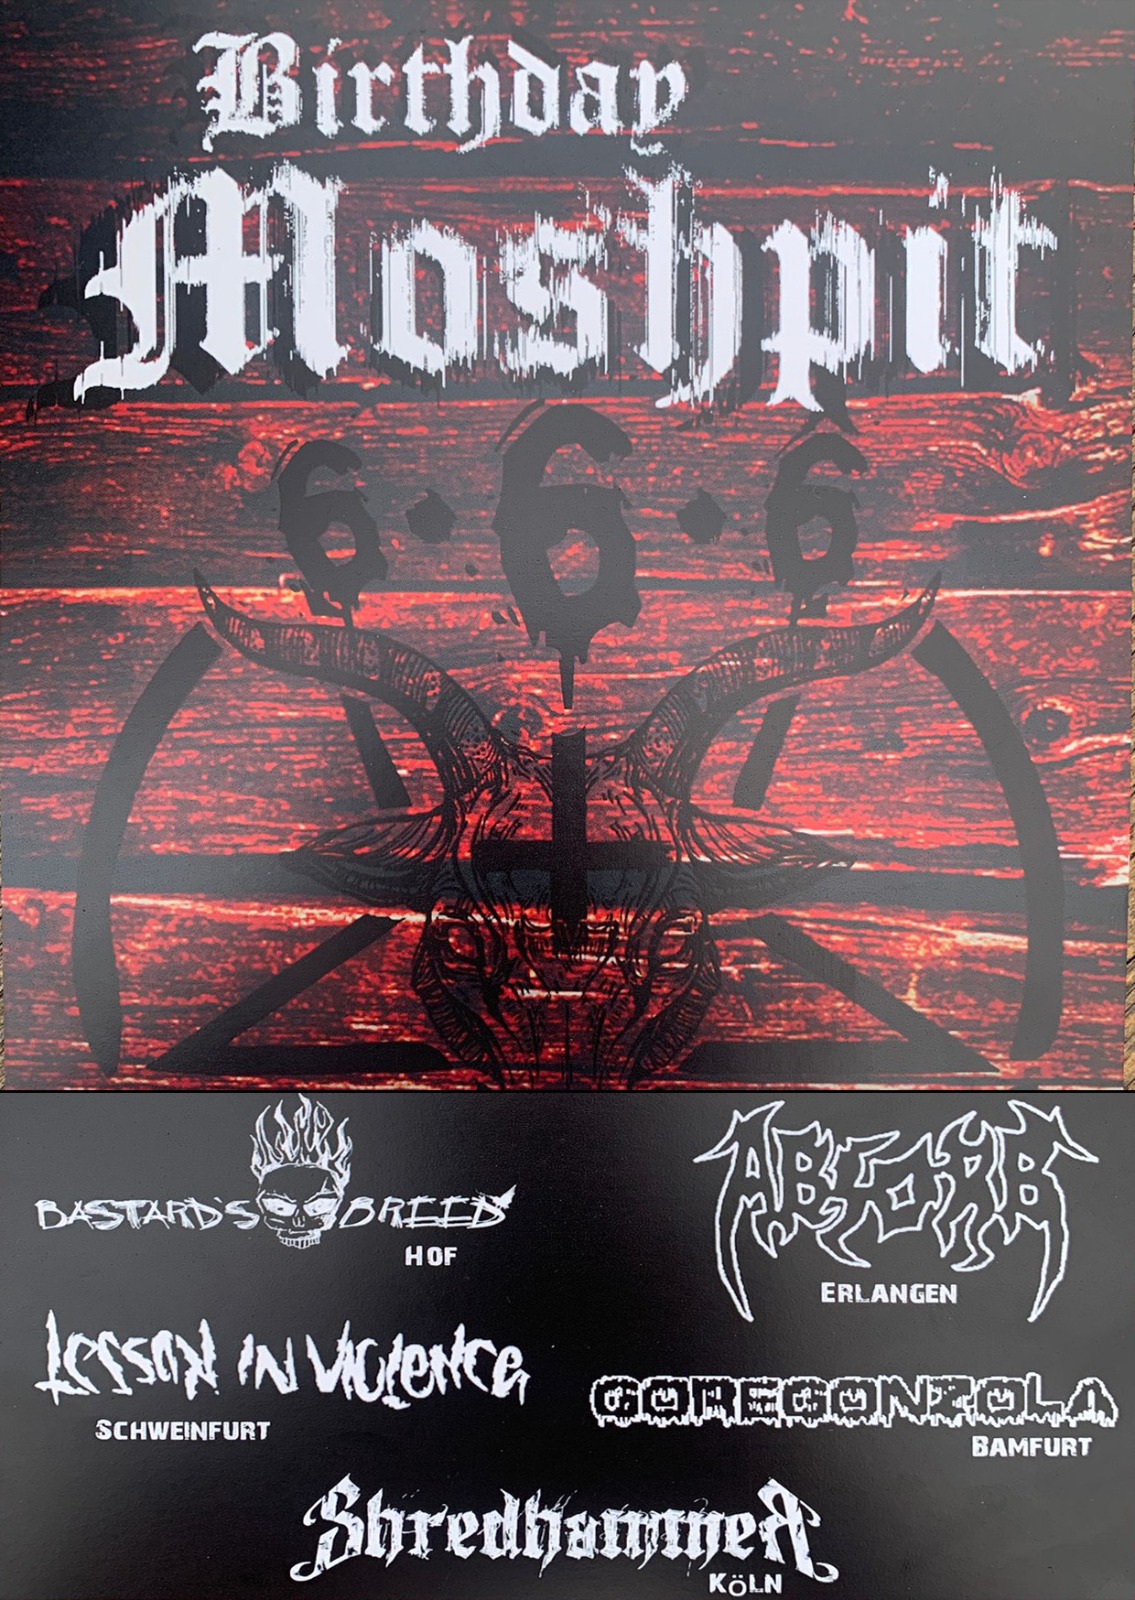 Birthday
Moshpit
6·6·6
BASTARD'S BREED
HOF
ABSORB
ERLANGEN
LESSON IN VIOLENCE
SCHWEINFURT
GOREGONZOLA
BAMFURT
Shredhammer
KÖLN